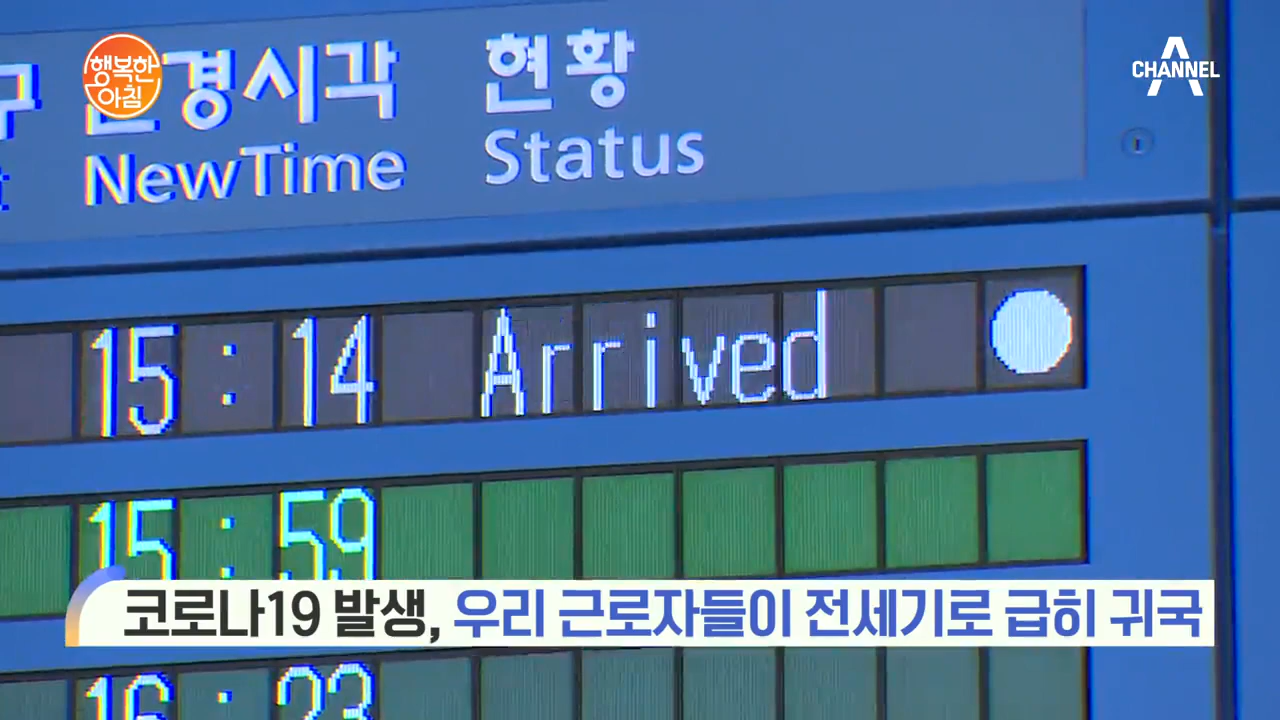 행복한
아침
CHANNEL A
구 변경시각 현황
NewTime Status
15:14 Arrived
15:59
코로나19 발생, 우리 근로자들이 전세기로 급히 귀국
16:23